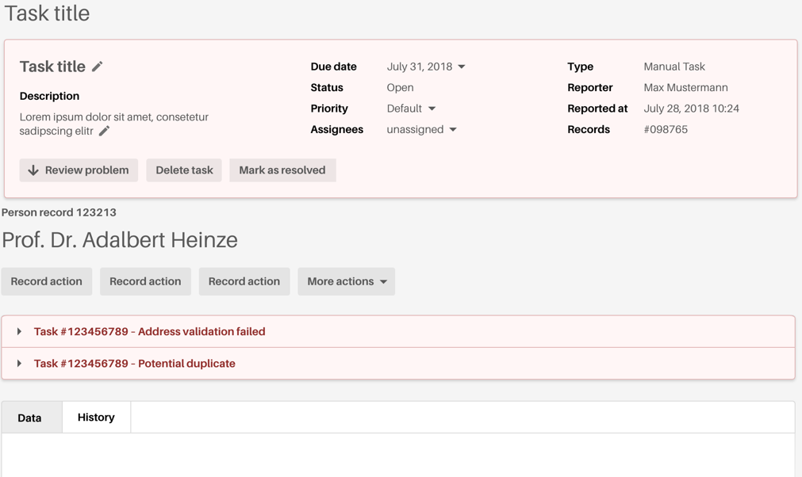 Task title
Task title
Description
Lorem ipsum dolor sit amet, consetetur
sadipscing elitr
Due date July 31, 2018
Status Open
Priority Default
Assignees unassigned
Type Manual Task
Reporter Max Mustermann
Reported at July 28, 2018 10:24
Records #098765
Review problem Delete task Mark as resolved
Person record 123213
Prof. Dr. Adalbert Heinze
Record action Record action Record action More actions
Task #123456789 – Address validation failed
Task #123456789 – Potential duplicate
Data History